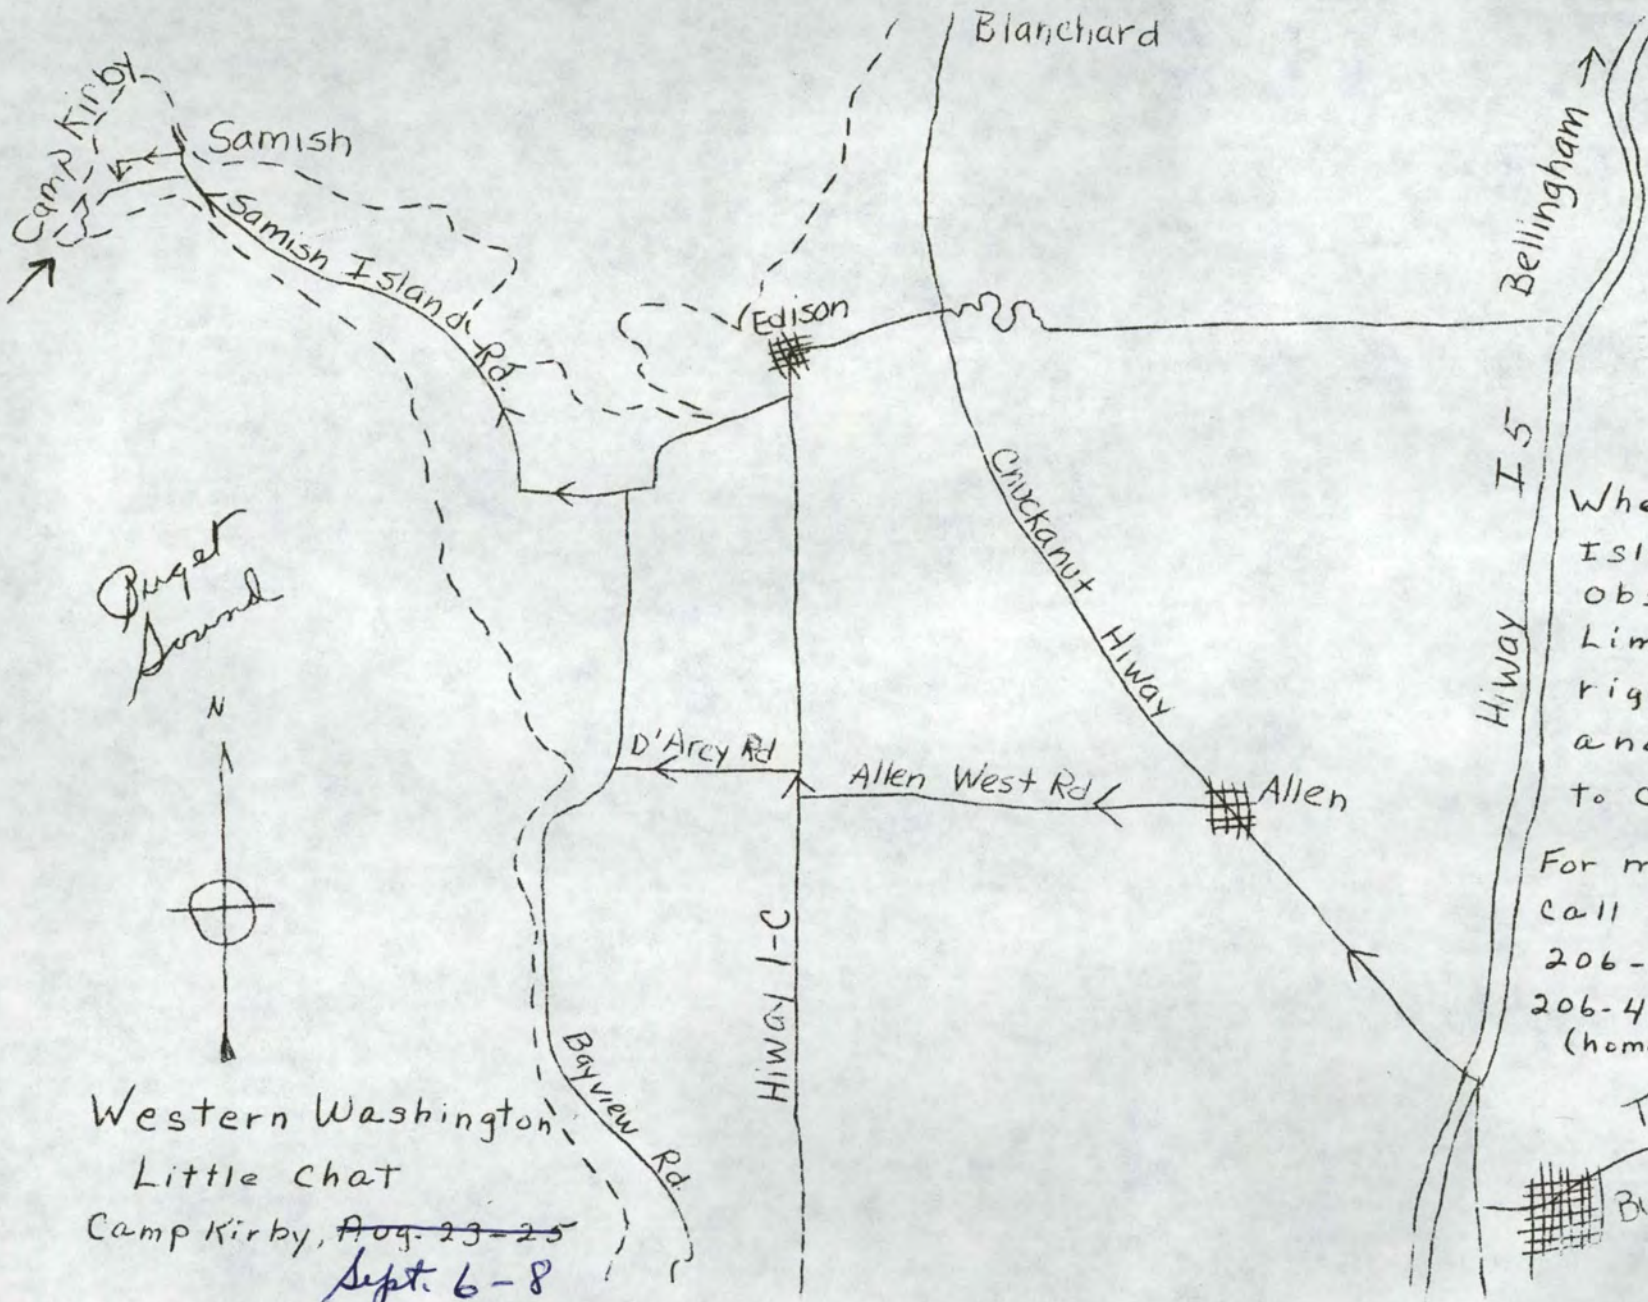 Blanchard
Camp Kirby
Samish
Samish Island Rd.
Edison
Bellingham
Chuckanut Hiway
Hiway I 5
Puget
Sound
N
D'Arcy Rd
Allen West Rd
Allen
Hiway 1-C
Bayview Rd.
Western Washington
Little Chat
Camp Kirby, Aug. 23-25
Sept. 6-8
For
Call
206-
206-4
to